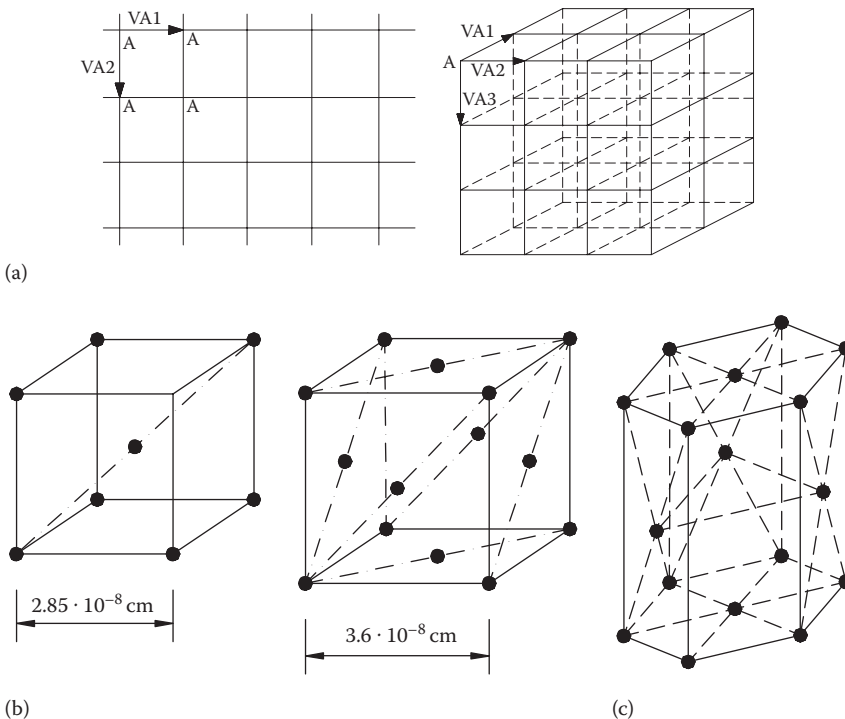 VA1
A
A
VA2
A
A
VA1
A
VA2
VA3
(a)
2.85 · 10⁻⁸ cm
3.6 · 10⁻⁸ cm
(b)
(c)